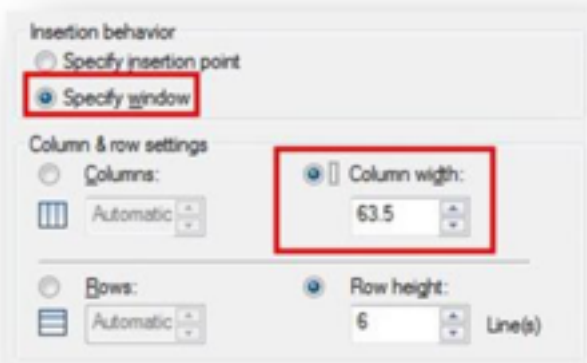 Insertion behavior
Specify insertion point
Specify window
Column & row settings
Columns:
Column width:
Automatic
63.5
Rows:
Row height:
Automatic
6
Line(s)